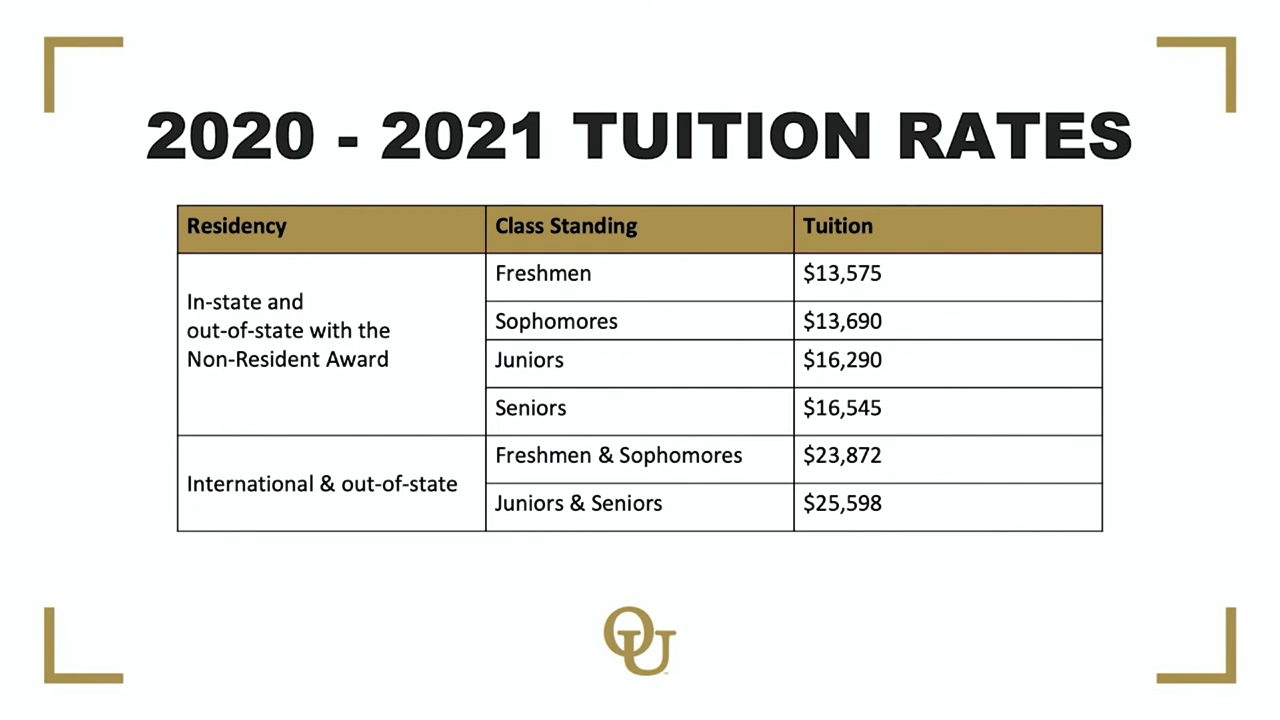 2020 - 2021 TUITION RATES
Residency Class Standing Tuition
In-state and
out-of-state with the
Non-Resident Award
Freshmen $13,575
Sophomores $13,690
Juniors $16,290
Seniors $16,545
International & out-of-state
Freshmen & Sophomores $23,872
Juniors & Seniors $25,598
OU